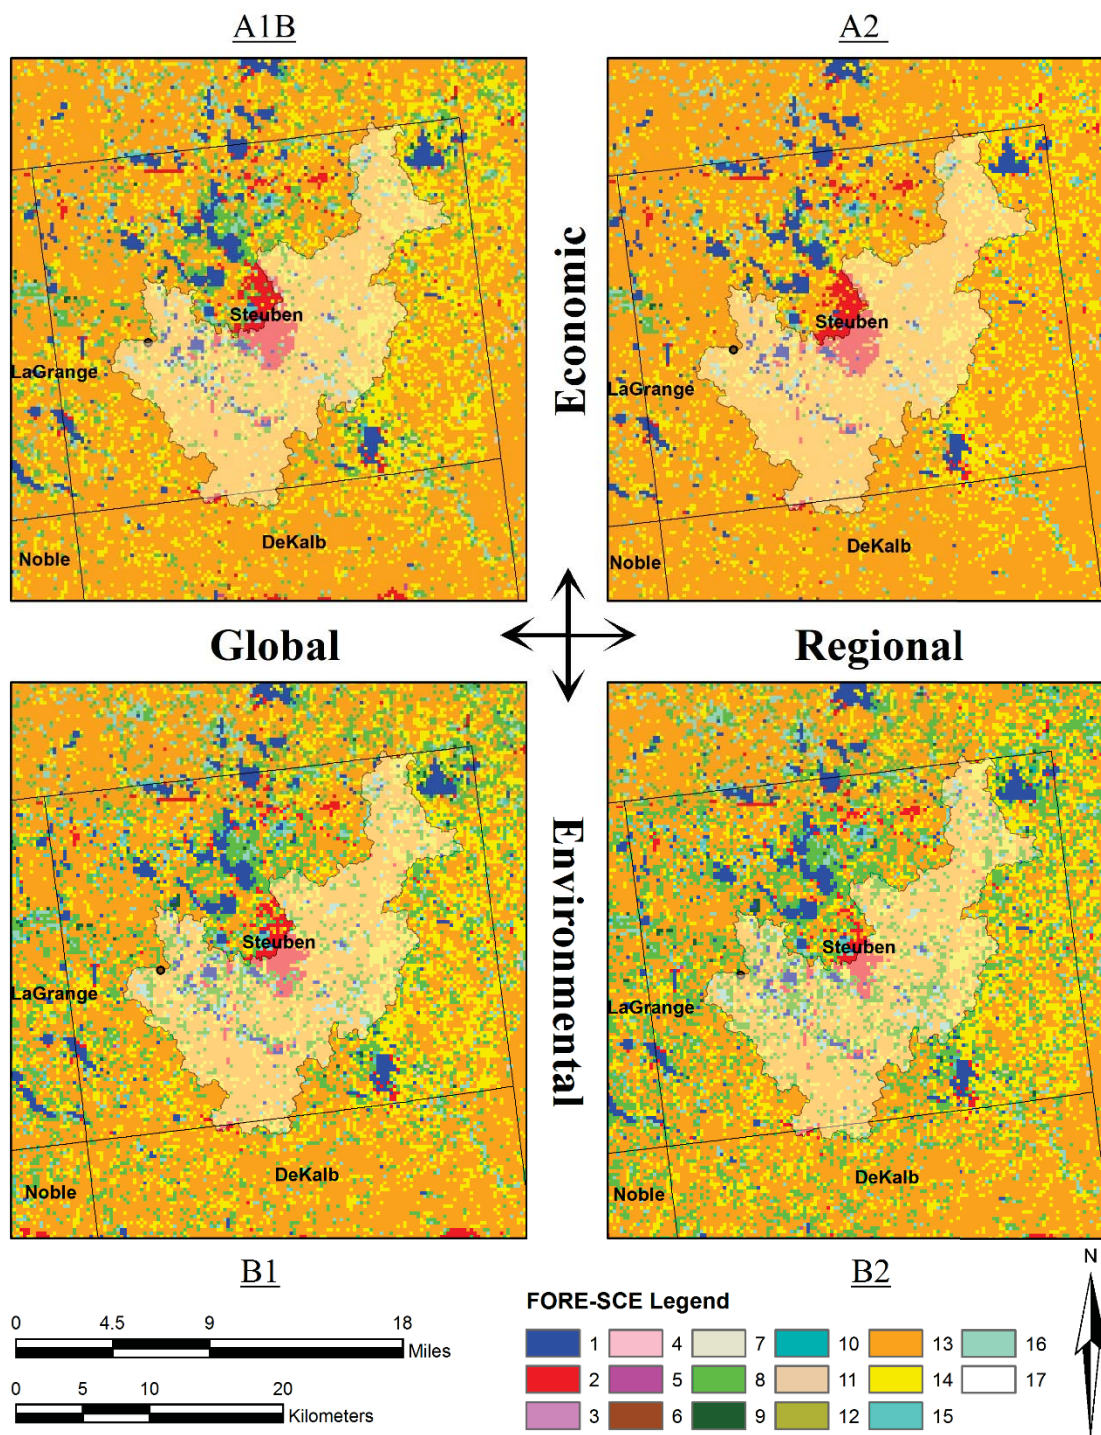 A1B
A2
Steuben
LaGrange
Noble
DeKalb
Economic
Steuben
LaGrange
Noble
DeKalb
Global
Regional
Steuben
LaGrange
Noble
DeKalb
Environmental
Steuben
LaGrange
Noble
DeKalb
B1
B2
N
0 4.5 9 18
Miles
0 5 10 20
Kilometers
FORE-SCE Legend
1 4 7 10 13 16
2 5 8 11 14 17
3 6 9 12 15